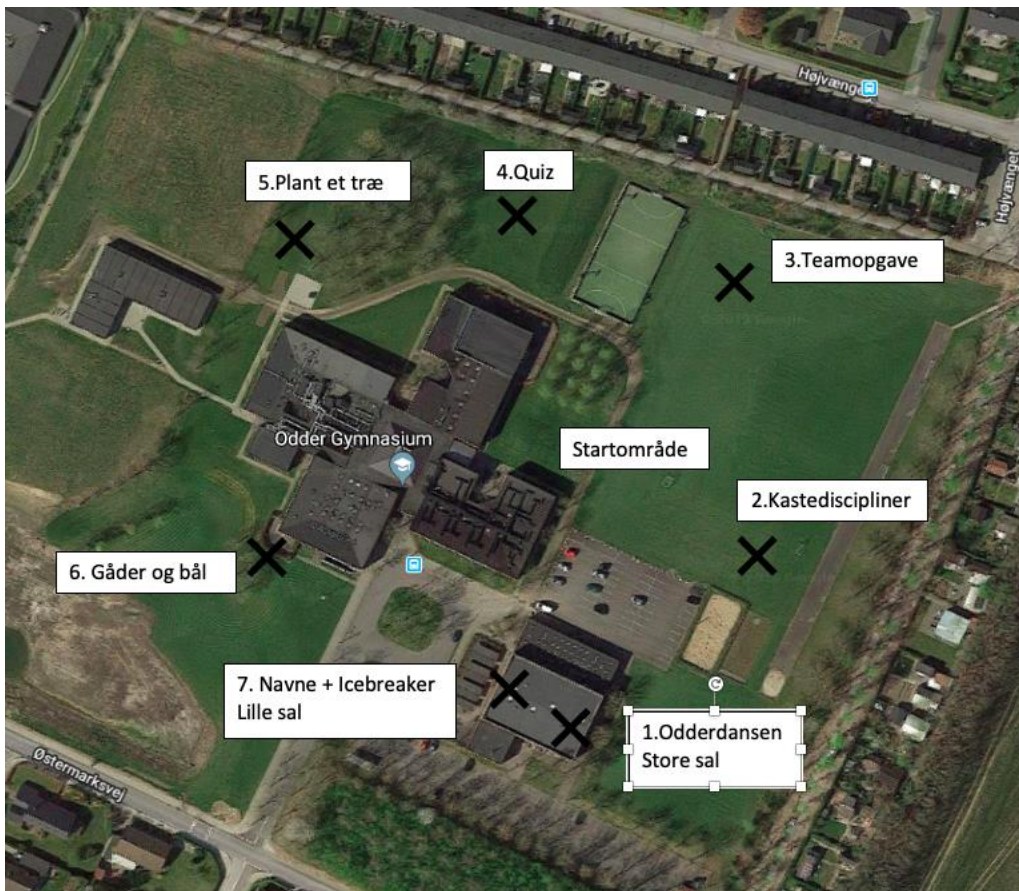 Højvænget
Højvænget
5.Plant et træ
4.Quiz
3.Teamopgave
Odder Gymnasium
Startområde
2.Kastediscipliner
6. Gåder og bål
7. Navne + Icebreaker
Lille sal
1.Odderdansen
Store sal
Østermarksvej